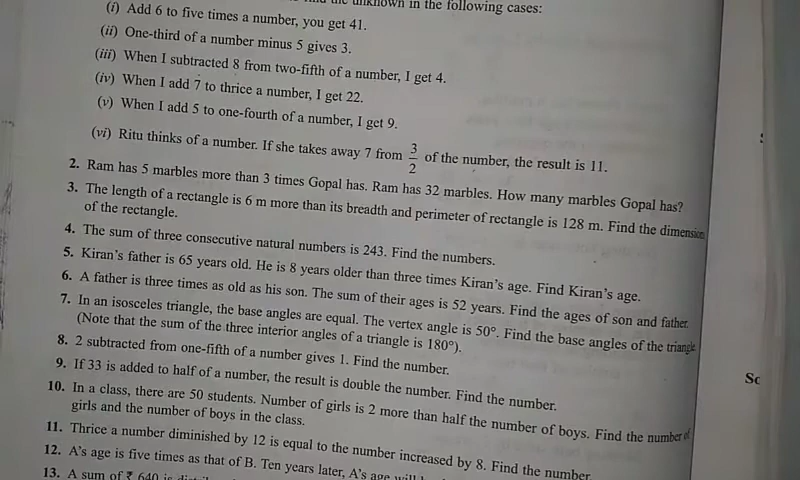 unknown in the following cases:
(i) Add 6 to five times a number, you get 41.
(ii) One-third of a number minus 5 gives 3.
(iii) When I subtracted 8 from two-fifth of a number, I get 4.
(iv) When I add 7 to thrice a number, I get 22.
(v) When I add 5 to one-fourth of a number, I get 9.
(vi) Ritu thinks of a number. If she takes away 7 from 3/2 of the number, the result is 11.
2. Ram has 5 marbles more than 3 times Gopal has. Ram has 32 marbles. How many marbles Gopal has?
3. The length of a rectangle is 6 m more than its breadth and perimeter of rectangle is 128 m. Find the dimension
of the rectangle.
4. The sum of three consecutive natural numbers is 243. Find the numbers.
5. Kiran's father is 65 years old. He is 8 years older than three times Kiran's age. Find Kiran's age.
6. A father is three times as old as his son. The sum of their ages is 52 years. Find the ages of son and father.
7. In an isosceles triangle, the base angles are equal. The vertex angle is 50°. Find the base angles of the triangle
(Note that the sum of the three interior angles of a triangle is 180°).
8. 2 subtracted from one-fifth of a number gives 1. Find the number.
9. If 33 is added to half of a number, the result is double the number. Find the number.
10. In a class, there are 50 students. Number of girls is 2 more than half the number of boys. Find the number of
girls and the number of boys in the class.
11. Thrice a number diminished by 12 is equal to the number increased by 8. Find the number.
12. A's age is five times as that of B. Ten years later, A's age will
13. A sum of ₹ 640 is
Sc